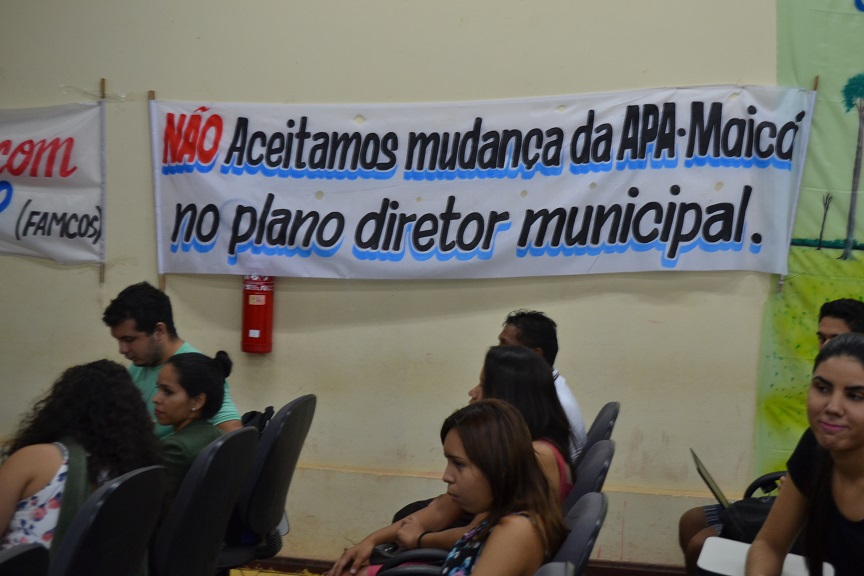 NÃO Aceitamos mudança da APA-Maicá
no plano diretor municipal.
com
(FAMCOS)